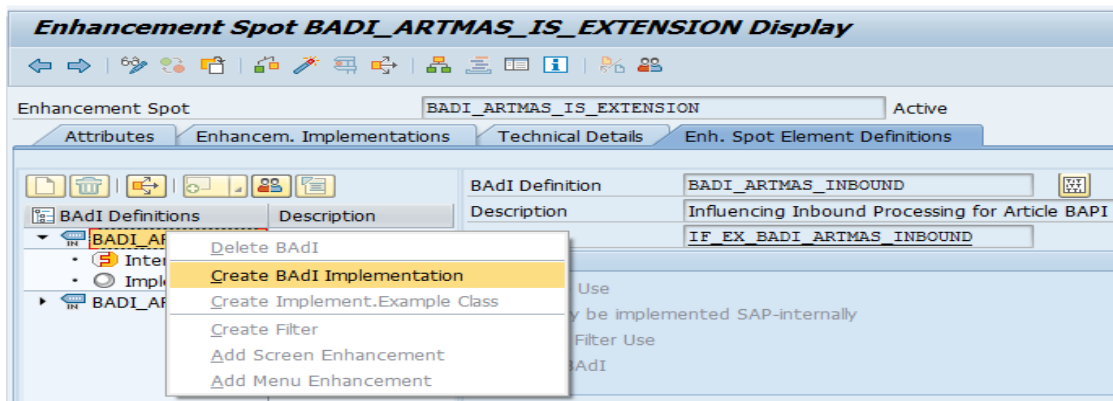 Enhancement Spot BADI_ARTMAS_IS_EXTENSION Display
Enhancement Spot BADI_ARTMAS_IS_EXTENSION Active
Attributes Enhancem. Implementations Technical Details Enh. Spot Element Definitions
BAdI Definition BADI_ARTMAS_INBOUND
BAdI Definitions Description Description Influencing Inbound Processing for Article BAPI
IF_EX_BADI_ARTMAS_INBOUND
Delete BAdI
Create BAdI Implementation
Use
Create Implement.Example Class
be implemented SAP-internally
Create Filter
Filter Use
Add Screen Enhancement
Add Menu Enhancement